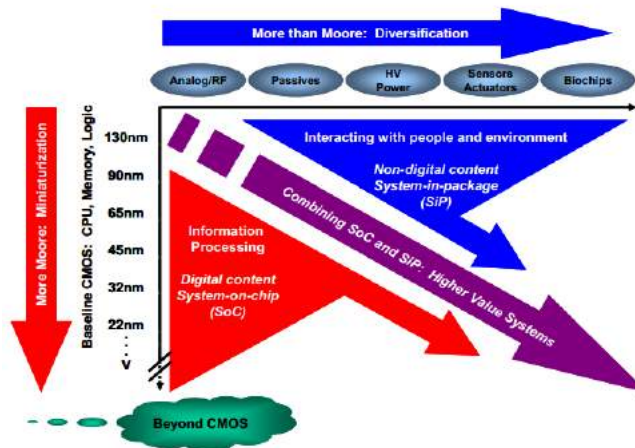 More than Moore: Diversification
Analog/RF
Passives
HV
Power
Sensors
Actuators
Biochips
More Moore: Miniaturization
Baseline CMOS: CPU, Memory, Logic
130nm
90nm
65nm
45nm
32nm
22nm
V
Interacting with people and environment
Non-digital content
System-in-package
(SiP)
Combining SoC and SiP: Higher Value Systems
Information
Processing
Digital content
System-on-chip
(SoC)
Beyond CMOS